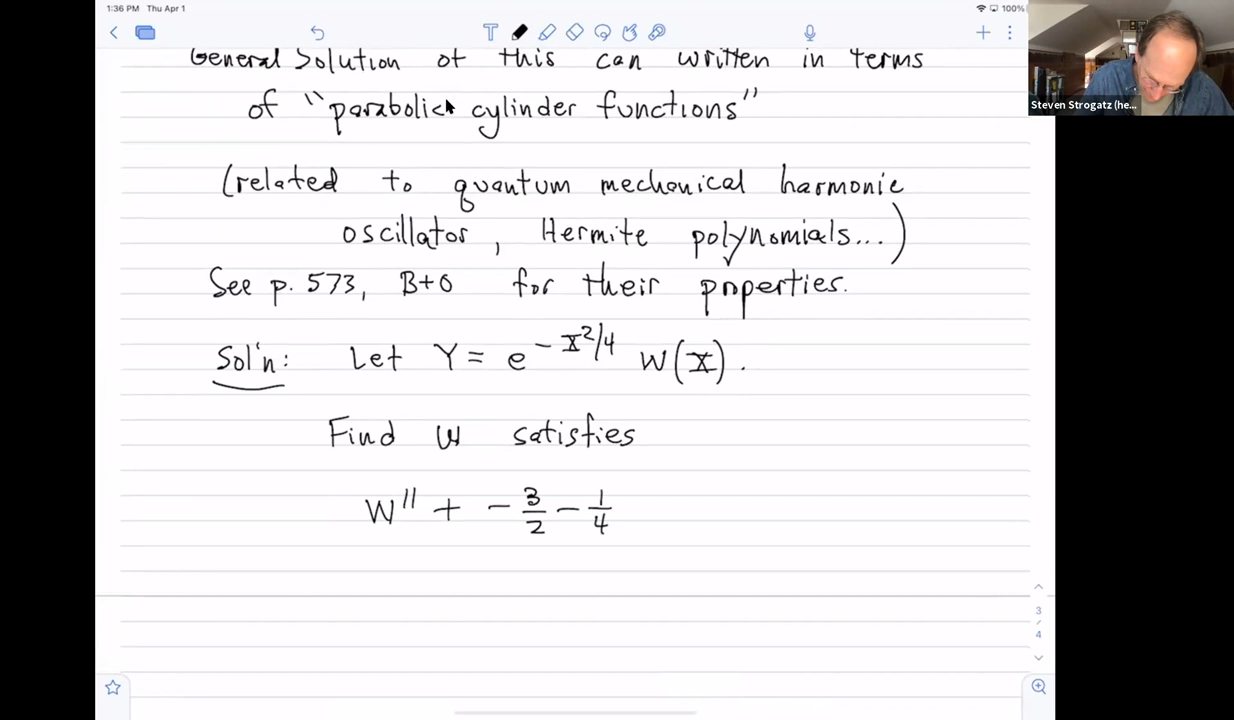 1:36 PM Thu Apr 1
100%
General Solution of this can written in terms
of "parabolic cylinder functions"
(related to quantum mechanical harmonic
oscillator, Hermite polynomials...)
See p. 573, B+O for their properties.
Sol'n: Let Y = e^{-X²/4} W(X).
Find W satisfies
W'' + - 3/2 - 1/4
3
/
4
Steven Strogatz (he...